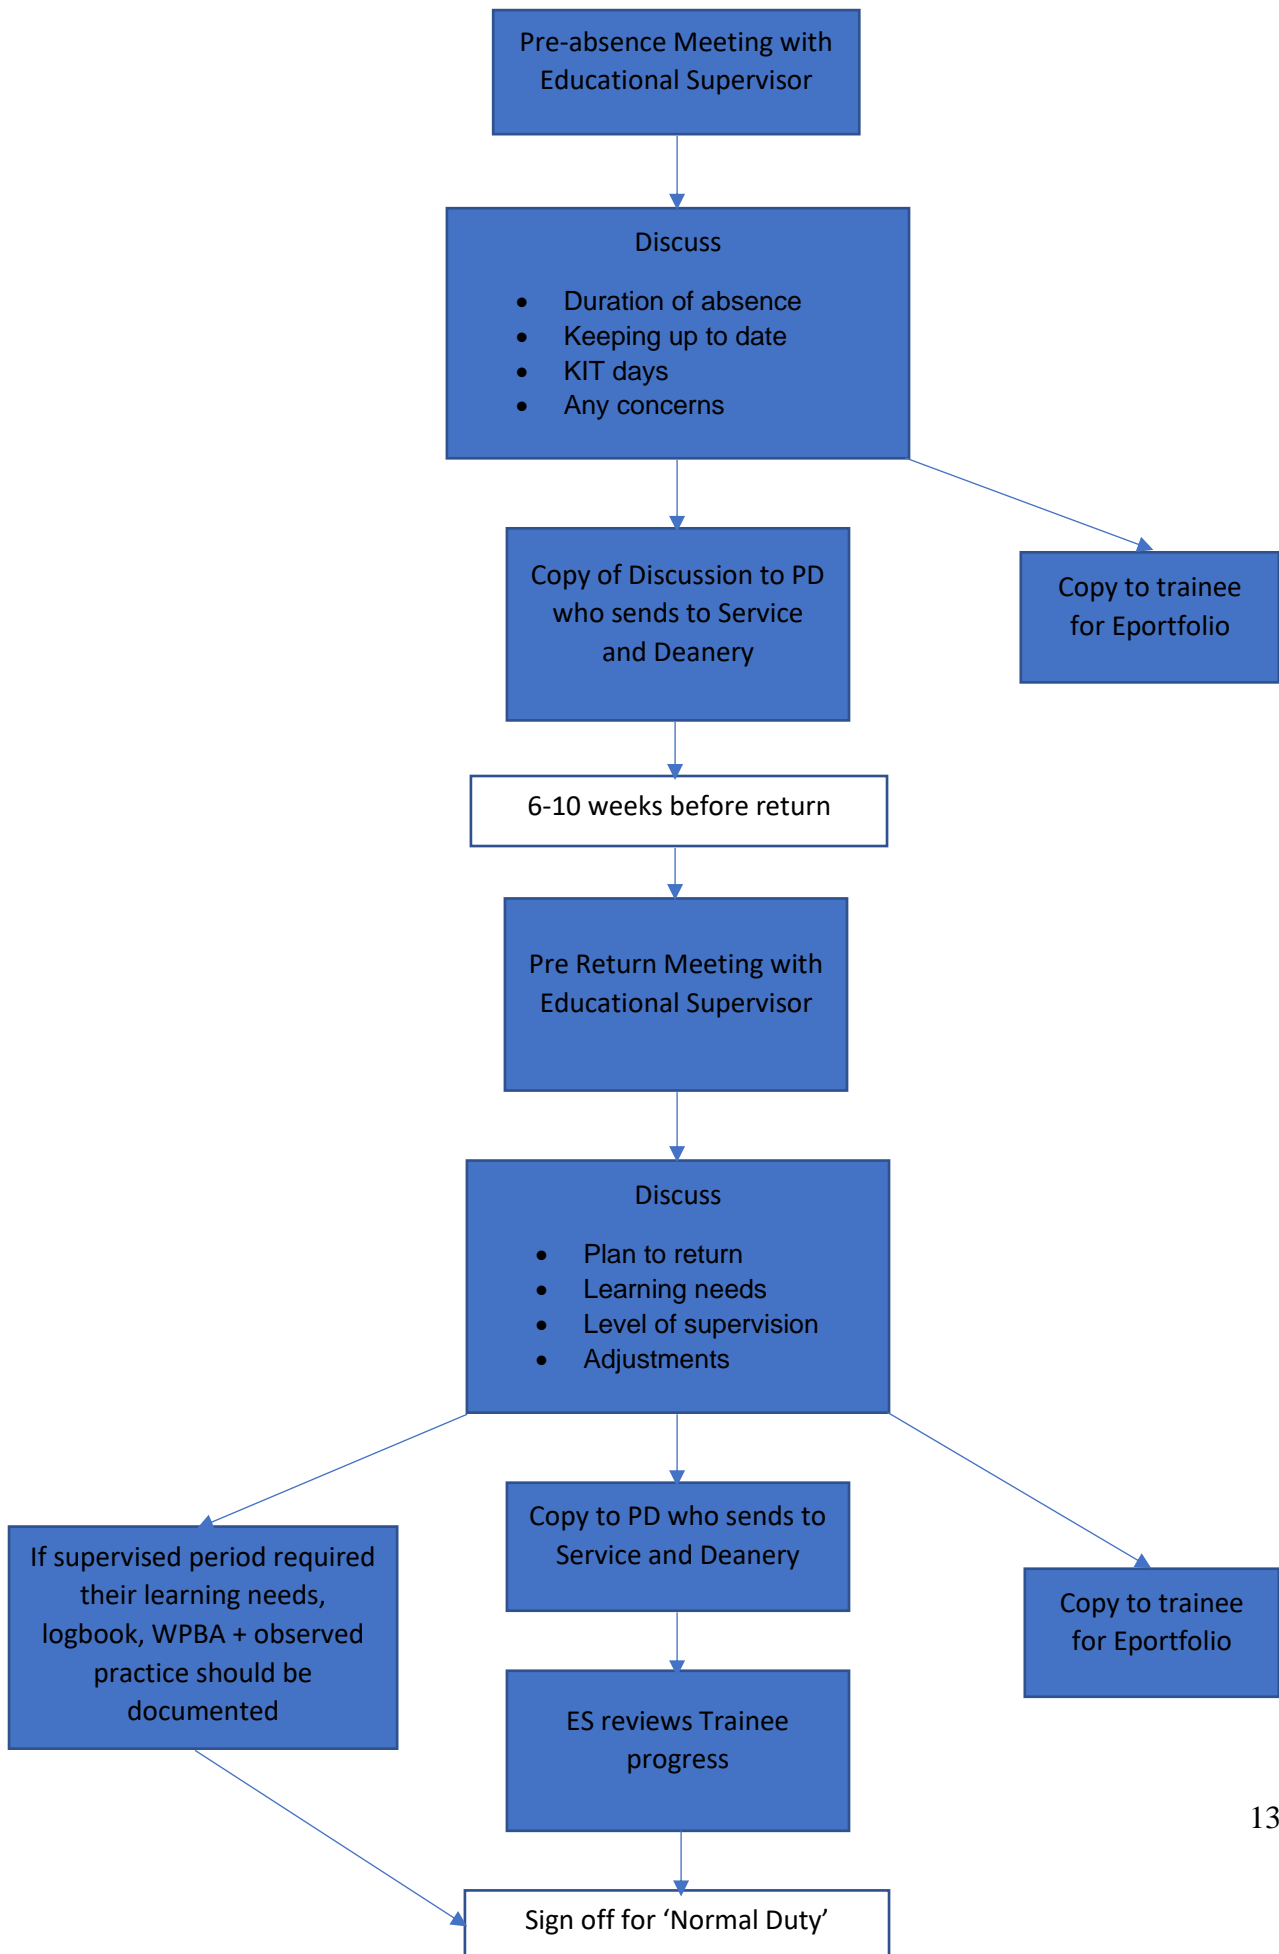 Pre-absence Meeting with
Educational Supervisor
Discuss
• Duration of absence
• Keeping up to date
• KIT days
• Any concerns
Copy of Discussion to PD
who sends to Service
and Deanery
Copy to trainee
for Eportfolio
6-10 weeks before return
Pre Return Meeting with
Educational Supervisor
Discuss
• Plan to return
• Learning needs
• Level of supervision
• Adjustments
If supervised period required
their learning needs,
logbook, WPBA + observed
practice should be
documented
Copy to PD who sends to
Service and Deanery
Copy to trainee
for Eportfolio
ES reviews Trainee
progress
13
Sign off for ‘Normal Duty’